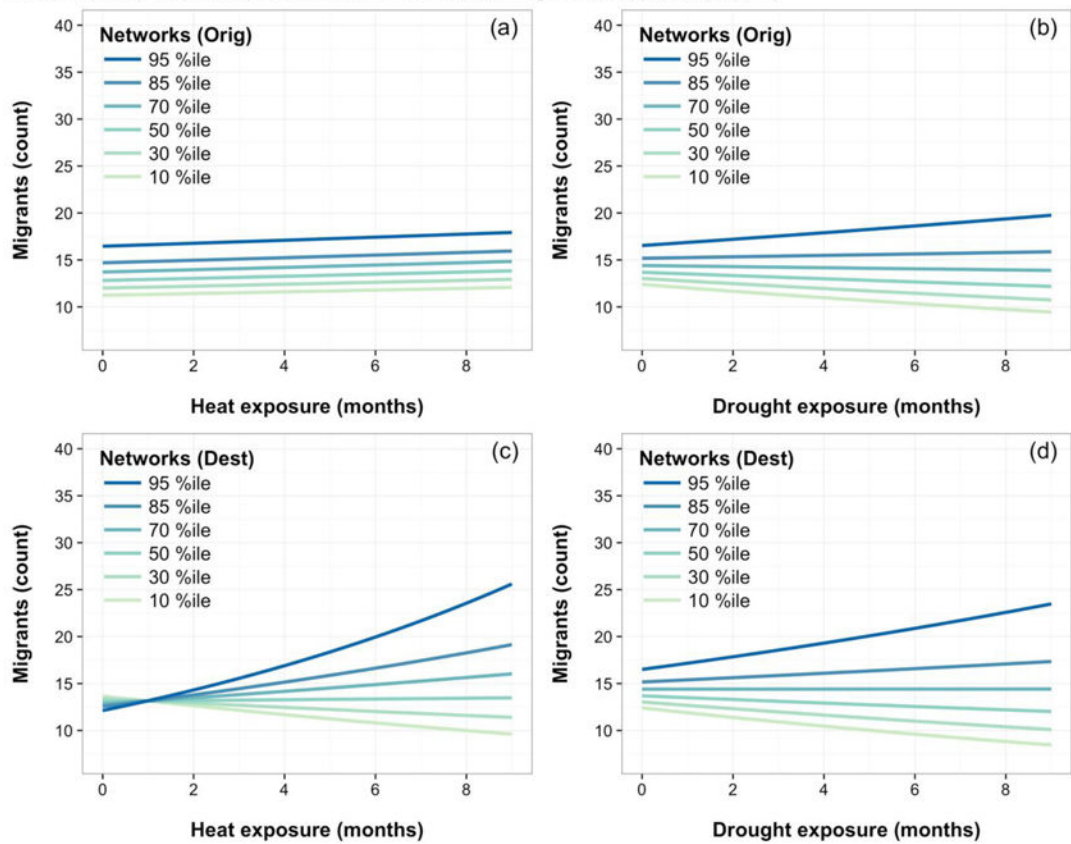 (a)
Networks (Orig)
95 %ile
85 %ile
70 %ile
50 %ile
30 %ile
10 %ile
Migrants (count)
40
35
30
25
20
15
10
0 2 4 6 8
Heat exposure (months)
(b)
Networks (Orig)
95 %ile
85 %ile
70 %ile
50 %ile
30 %ile
10 %ile
Migrants (count)
40
35
30
25
20
15
10
0 2 4 6 8
Drought exposure (months)
(c)
Networks (Dest)
95 %ile
85 %ile
70 %ile
50 %ile
30 %ile
10 %ile
Migrants (count)
40
35
30
25
20
15
10
0 2 4 6 8
Heat exposure (months)
(d)
Networks (Dest)
95 %ile
85 %ile
70 %ile
50 %ile
30 %ile
10 %ile
Migrants (count)
40
35
30
25
20
15
10
0 2 4 6 8
Drought exposure (months)